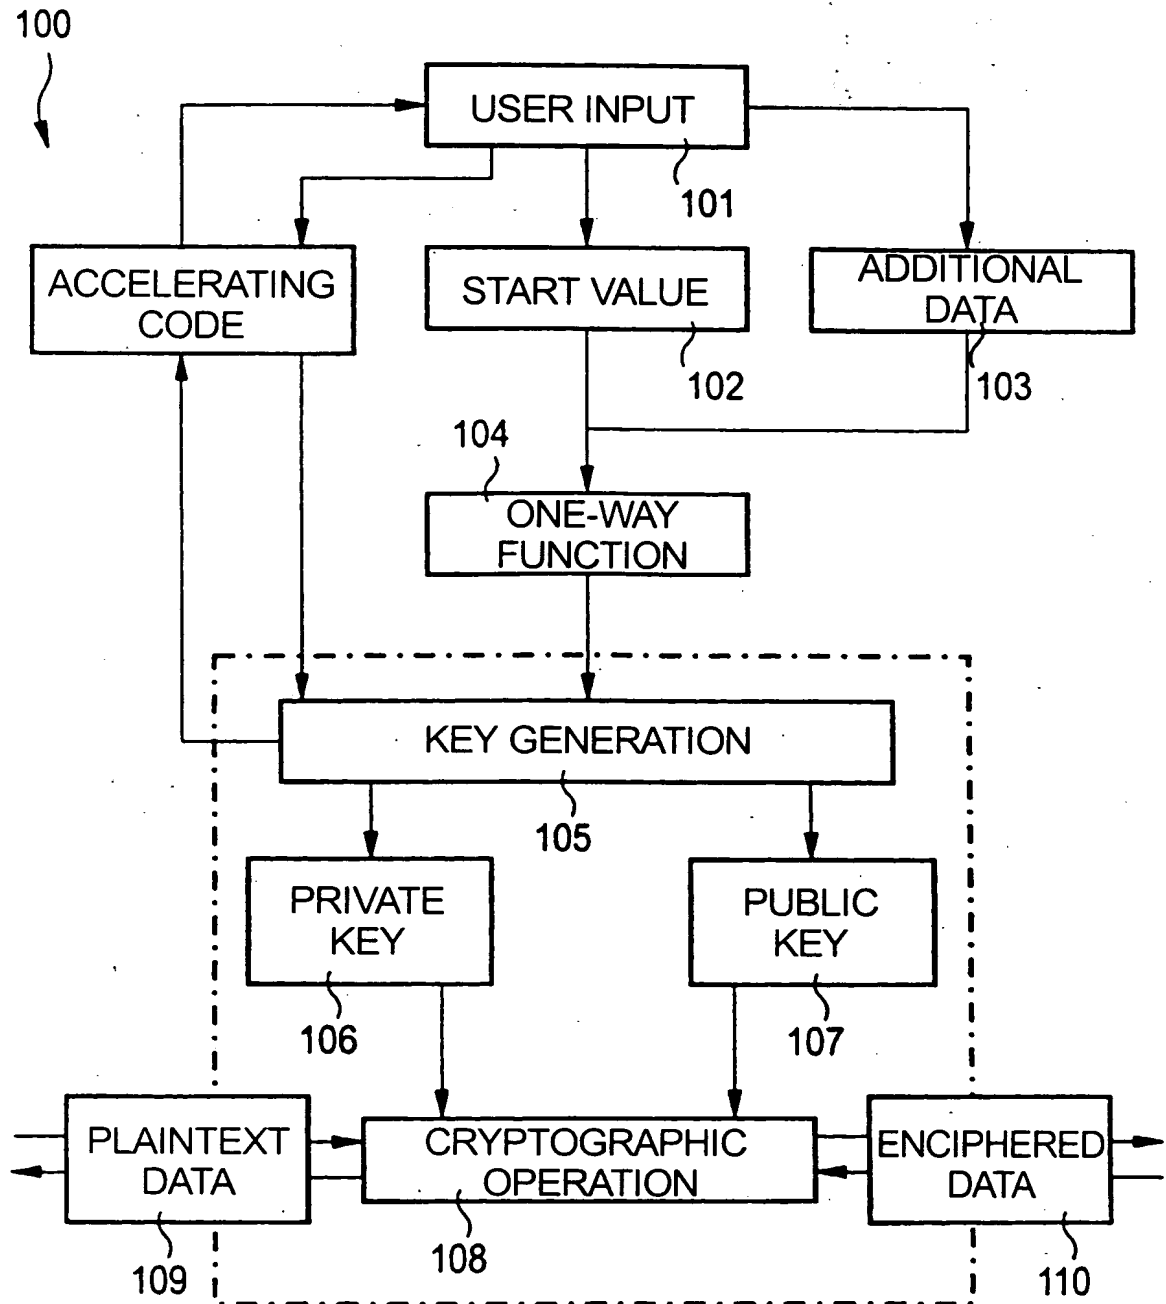 100
USER INPUT
101
ACCELERATING
CODE
START VALUE
102
ADDITIONAL
DATA
103
104
ONE-WAY
FUNCTION
KEY GENERATION
105
PRIVATE
KEY
106
PUBLIC
KEY
107
PLAINTEXT
DATA
109
CRYPTOGRAPHIC
OPERATION
108
ENCIPHERED
DATA
110